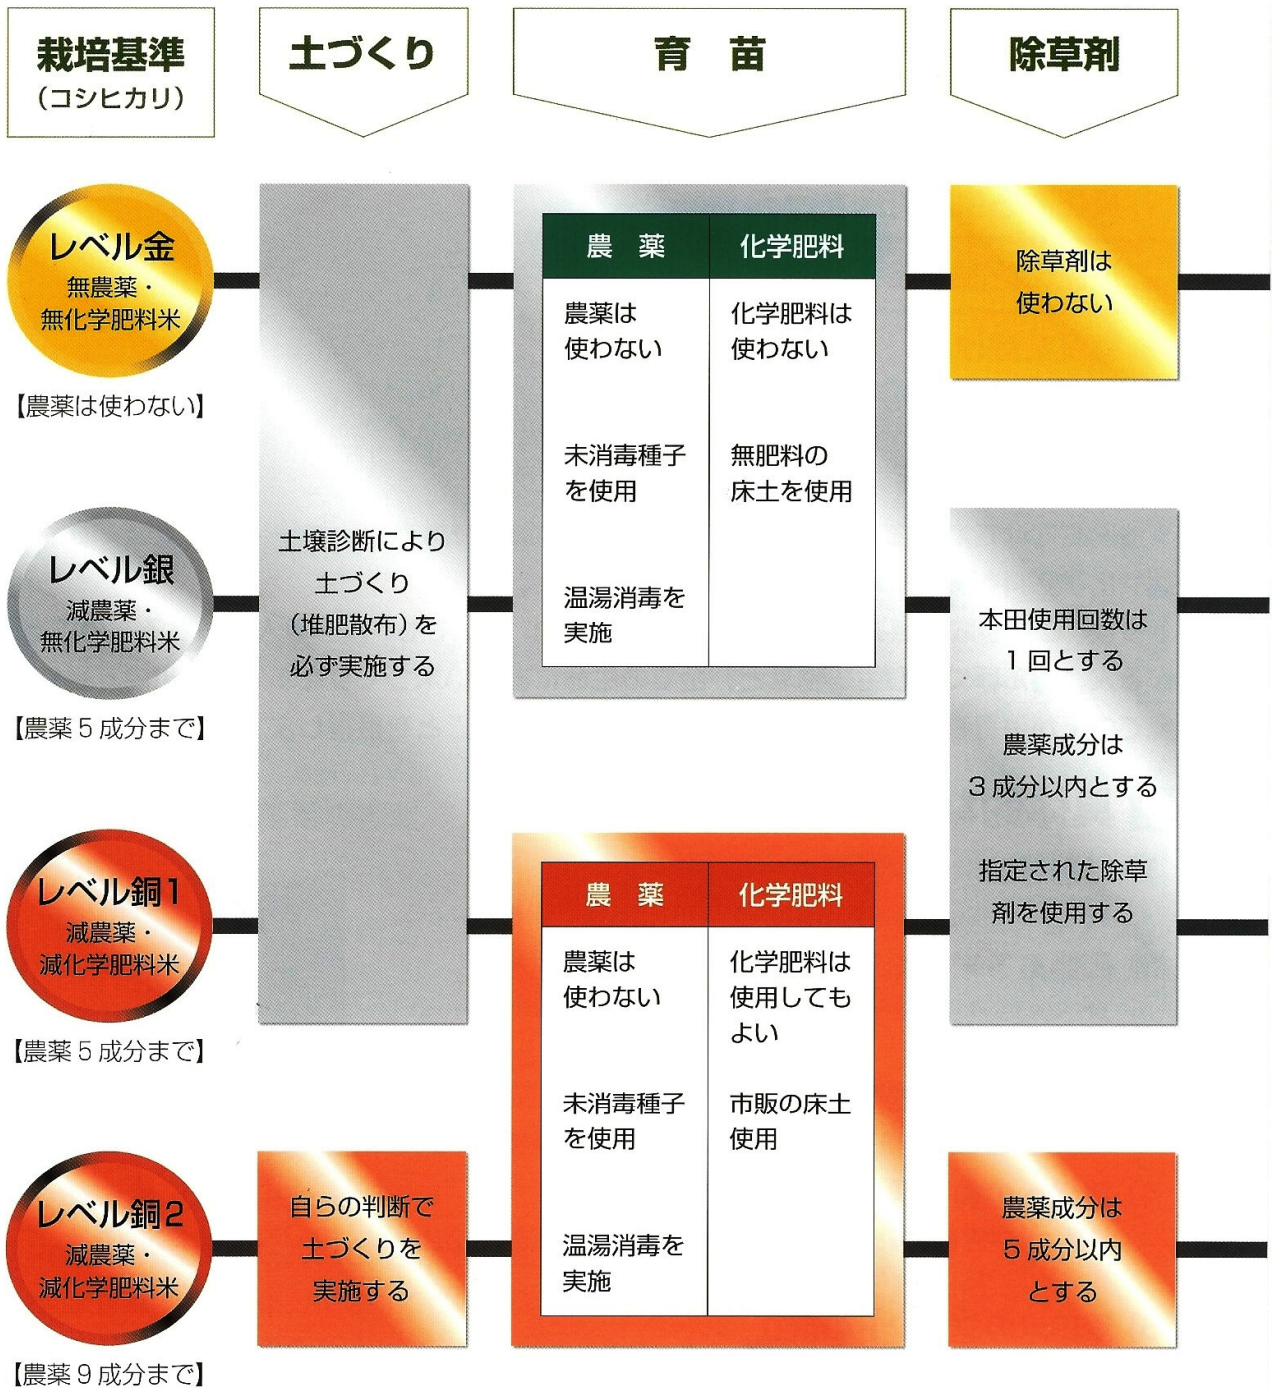 栽培基準
(コシヒカリ)
土づくり
育 苗
除草剤
レベル金
無農薬・
無化学肥料米
【農薬は使わない】
レベル銀
減農薬・
無化学肥料米
【農薬5成分まで】
レベル銅1
減農薬・
減化学肥料米
【農薬5成分まで】
レベル銅2
減農薬・
減化学肥料米
【農薬9成分まで】
土壌診断により
土づくり
(堆肥散布)を
必ず実施する
自らの判断で
土づくりを
実施する
農 薬
化学肥料
農薬は
使わない
未消毒種子
を使用
温湯消毒を
実施
化学肥料は
使わない
無肥料の
床土を使用
農 薬
化学肥料
農薬は
使わない
未消毒種子
を使用
温湯消毒を
実施
化学肥料は
使用しても
よい
市販の床土
使用
除草剤は
使わない
本田使用回数は
1回とする
農薬成分は
3成分以内とする
指定された除草
剤を使用する
農薬成分は
5成分以内
とする